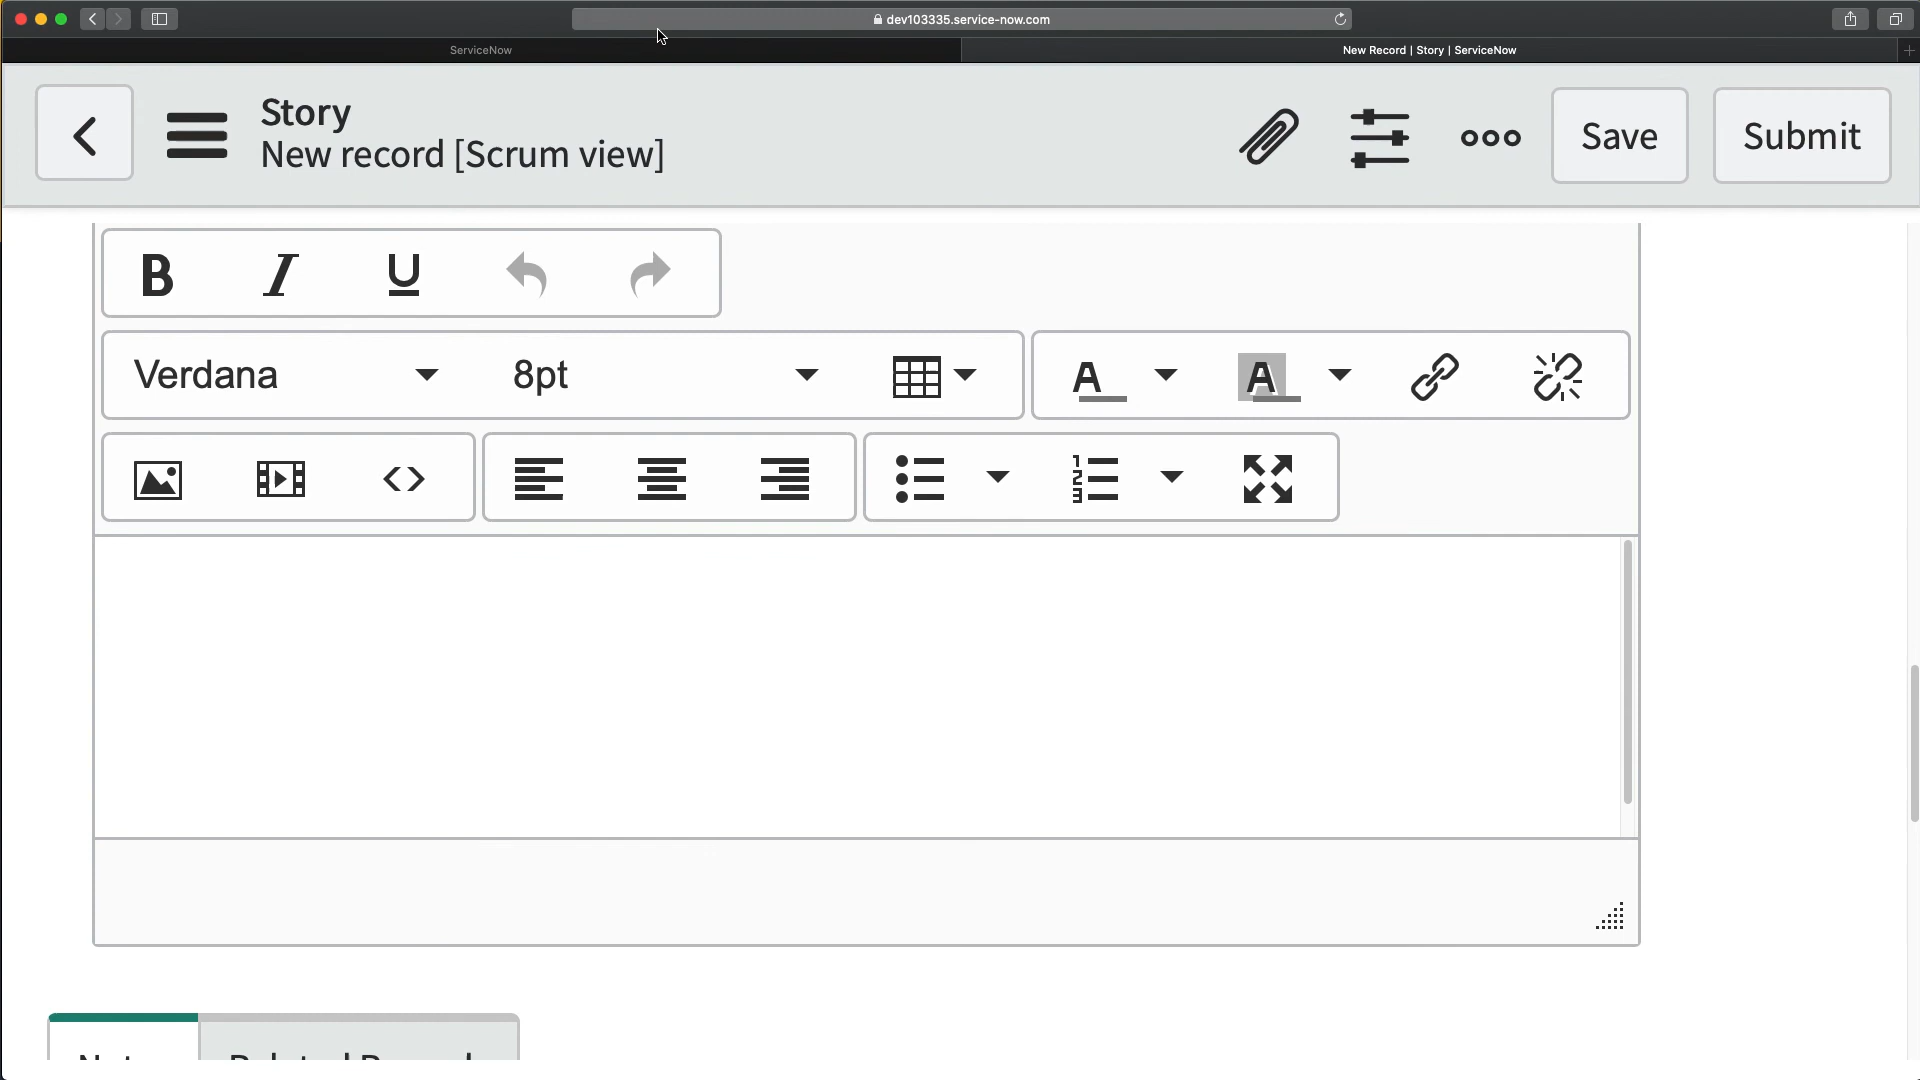 dev103335.service-now.com
ServiceNow
New Record | Story | ServiceNow
Story
New record [Scrum view]
Save
Submit
B
I
U
Verdana
8pt
A
A